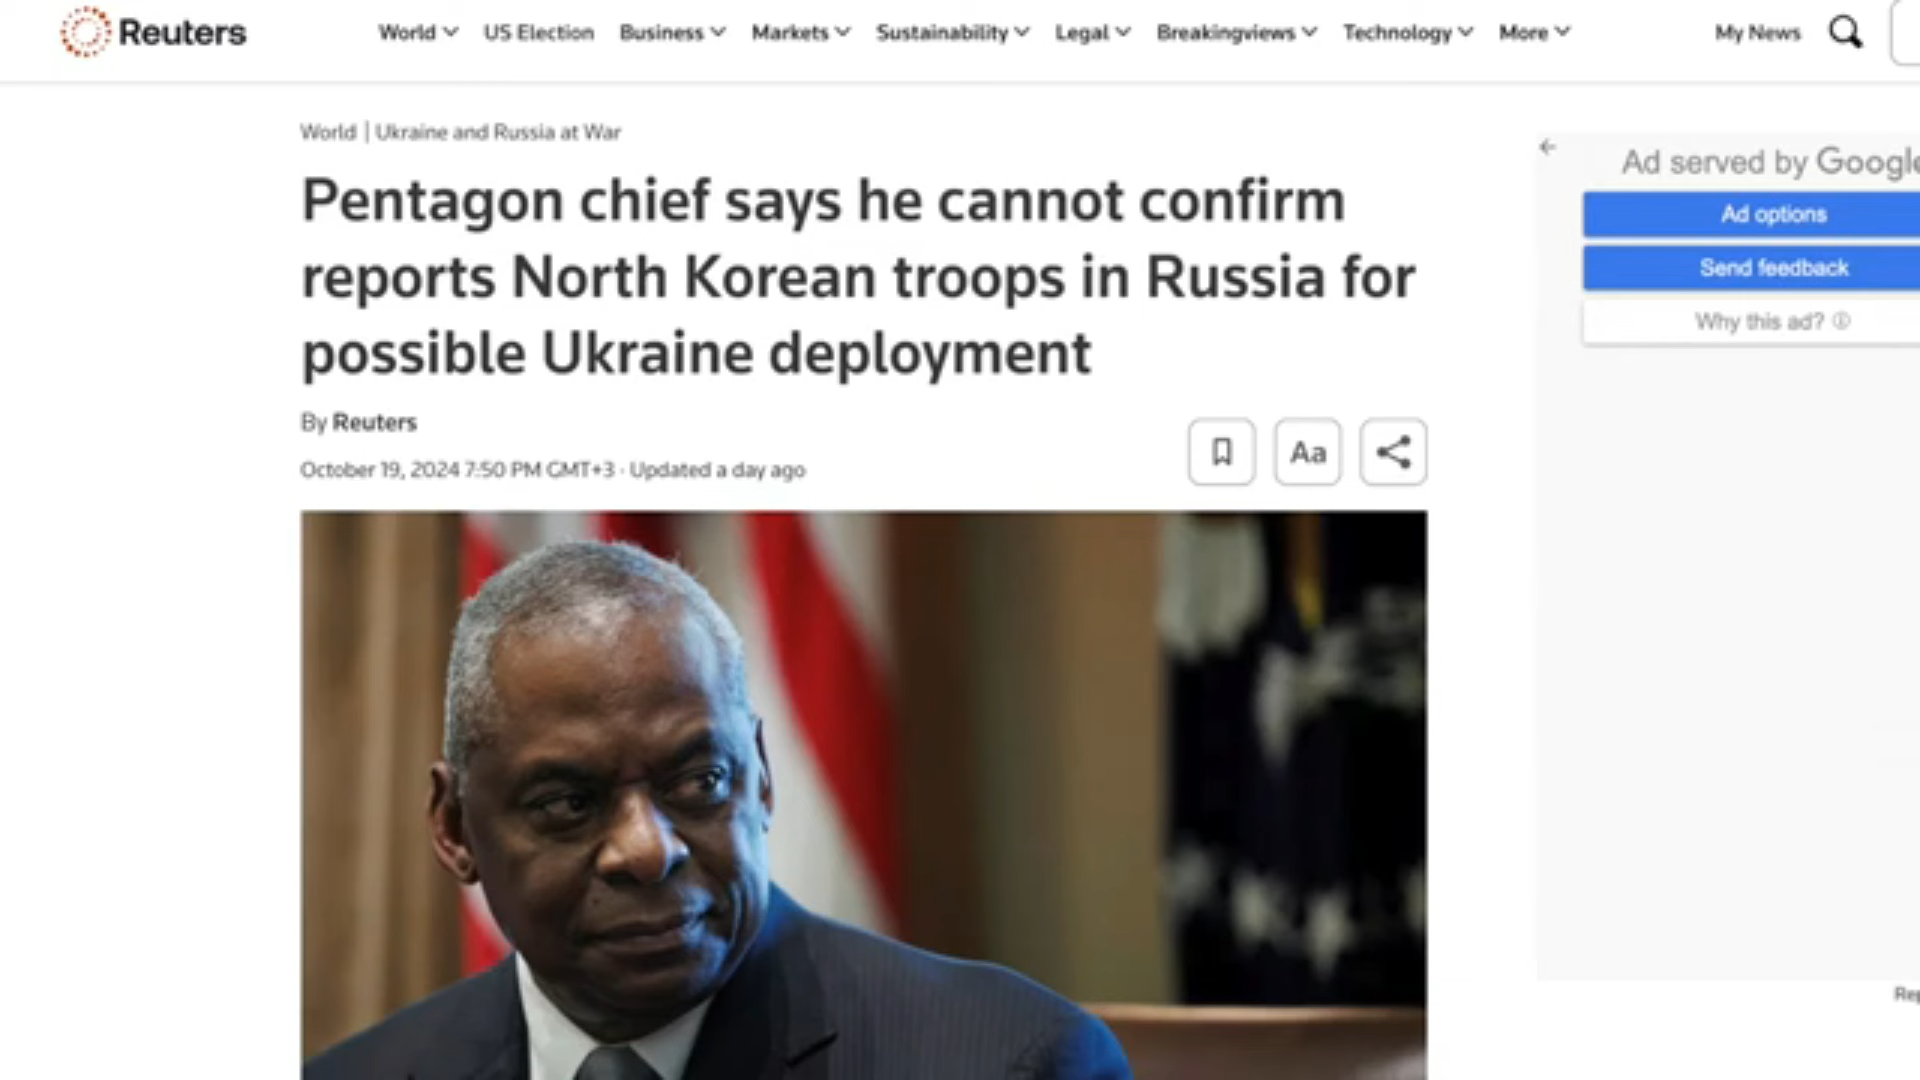 Reuters
World US Election Business Markets Sustainability Legal Breakingviews Technology More My News
World | Ukraine and Russia at War
Pentagon chief says he cannot confirm
reports North Korean troops in Russia for
possible Ukraine deployment
By Reuters
October 19, 2024 7:50 PM GMT+3 · Updated a day ago
Aa
Ad served by Google
Ad options
Send feedback
Why this ad?